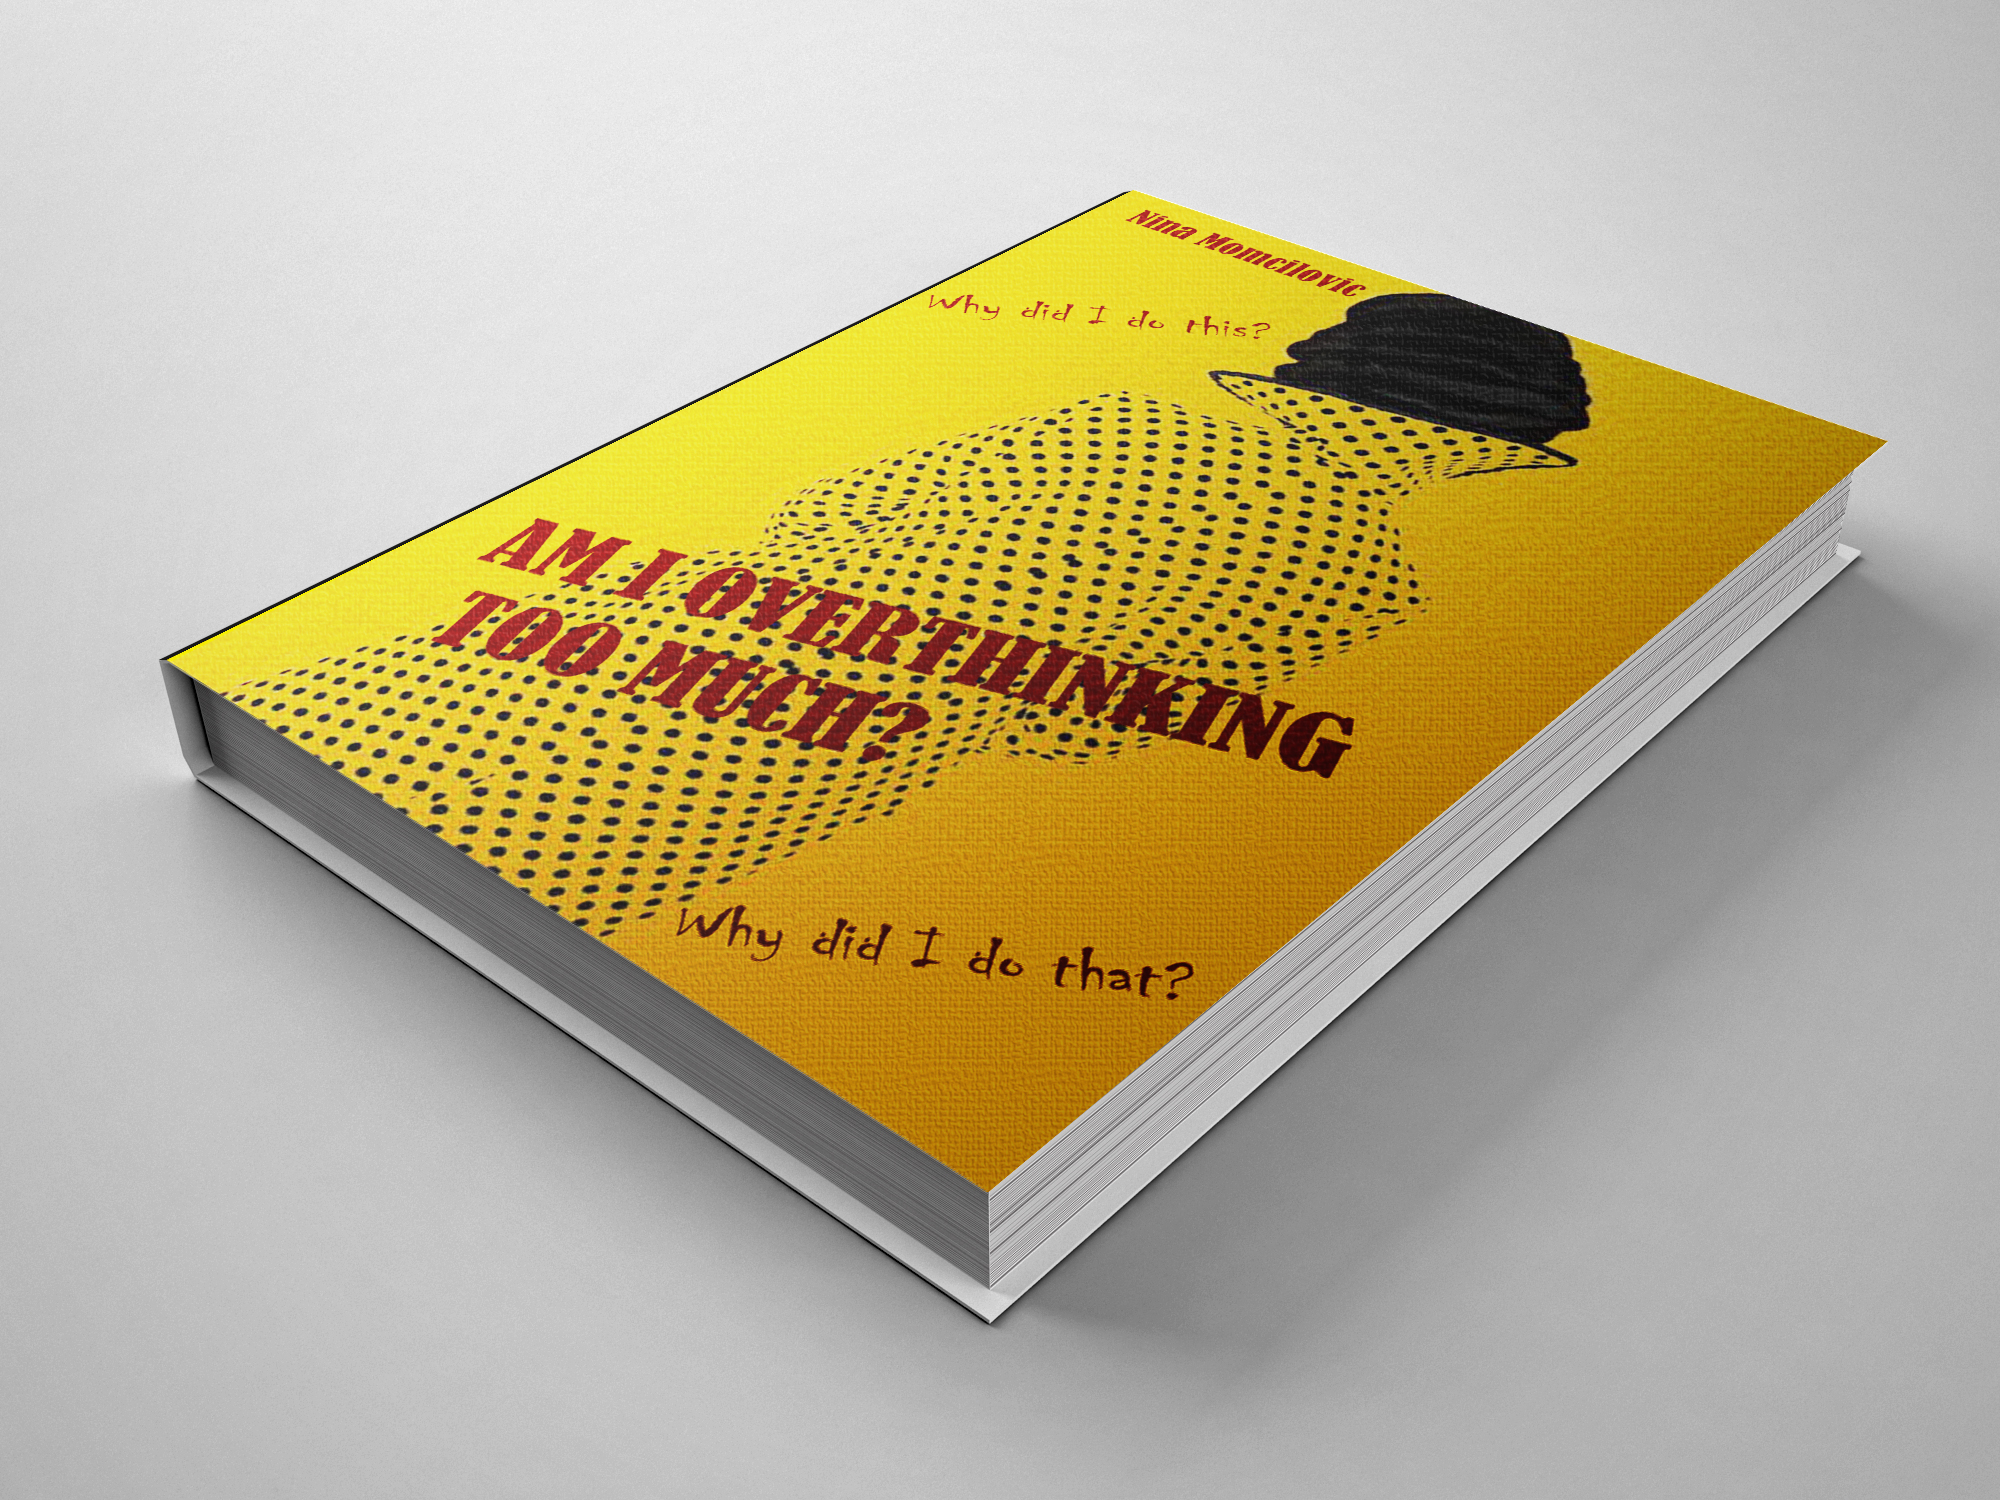 Nina Momcilovic
Why did I do this?
AM I OVERTHINKING
TOO MUCH?
Why did I do that?